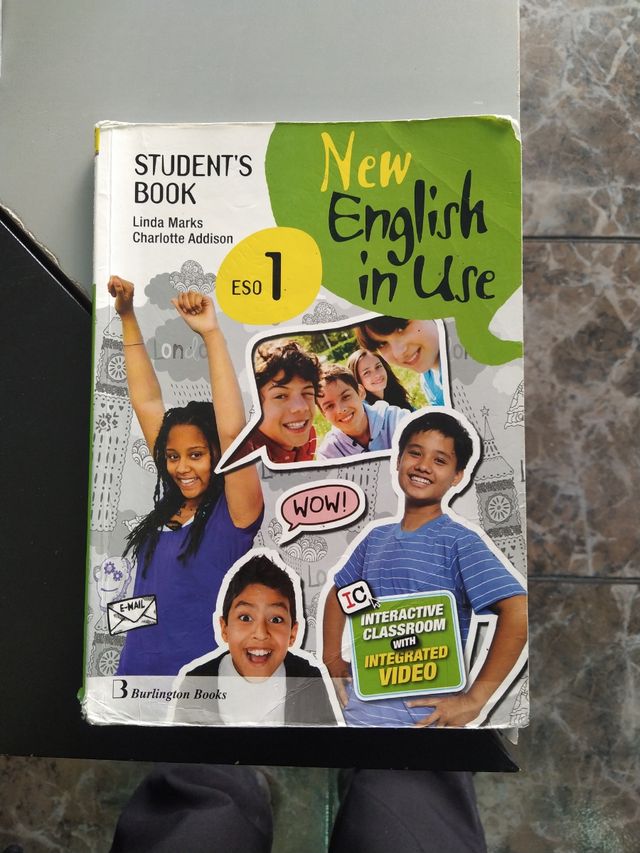 STUDENT'S
BOOK
Linda Marks
Charlotte Addison
New
English
in Use
ESO 1
London
WOW!
E-MAIL
IC
INTERACTIVE
CLASSROOM
WITH
INTEGRATED
VIDEO
B Burlington Books